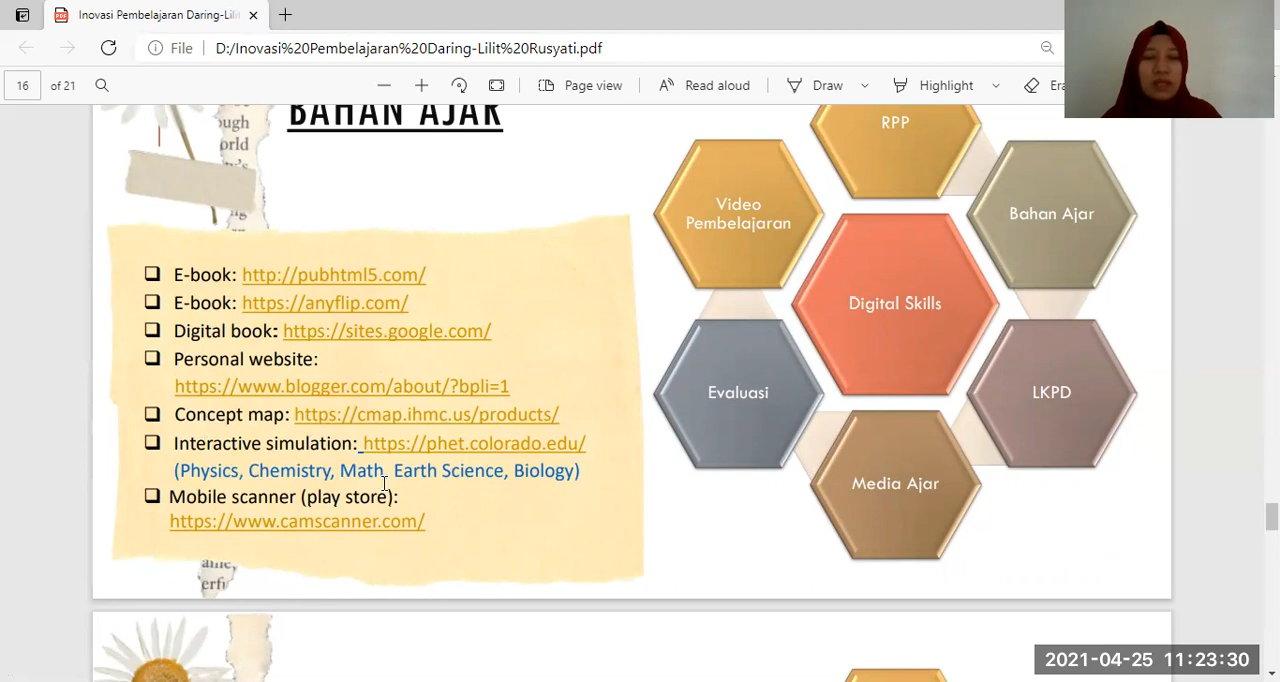 Inovasi Pembelajaran Daring-Lilit
File
D:/Inovasi%20Pembelajaran%20Daring-Lilit%20Rusyati.pdf
16 of 21
Page view
Read aloud
Draw
Highlight
BAHAN AJAR
ough
orld
E-book: http://pubhtml5.com/
E-book: https://anyflip.com/
Digital book: https://sites.google.com/
Personal website:
https://www.blogger.com/about/?bpli=1
Concept map: https://cmap.ihmc.us/products/
Interactive simulation: https://phet.colorado.edu/
(Physics, Chemistry, Math, Earth Science, Biology)
Mobile scanner (play store):
https://www.camscanner.com/
RPP
Video
Pembelajaran
Bahan Ajar
Digital Skills
Evaluasi
LKPD
Media Ajar
2021-04-25 11:23:30